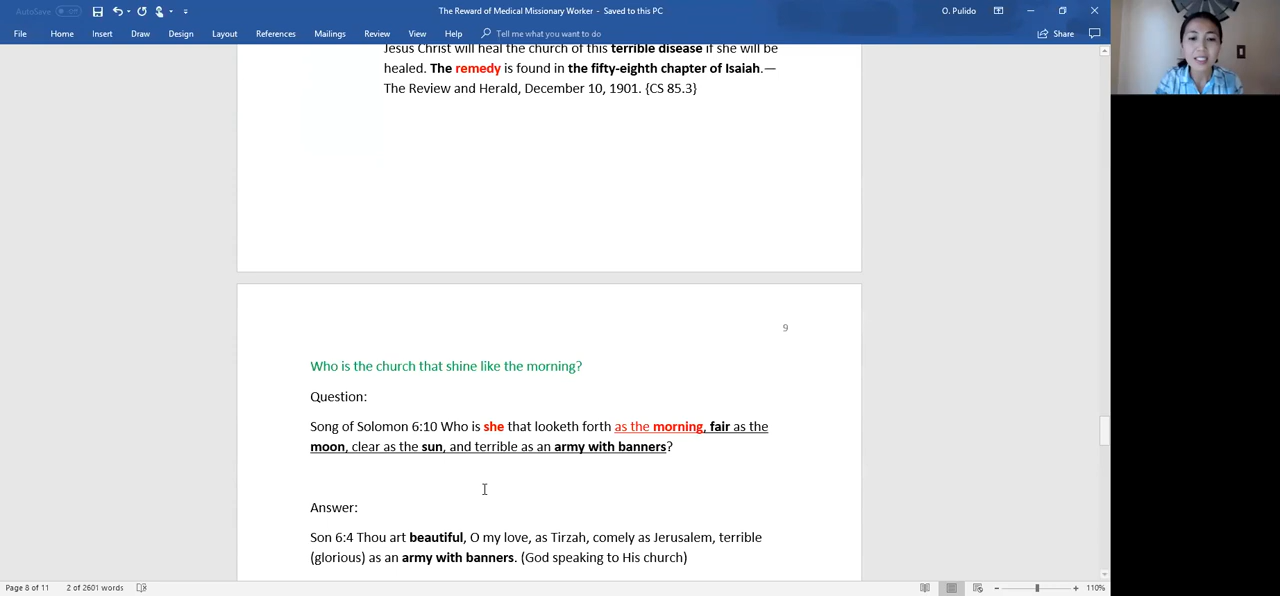 AutoSave Off
The Reward of Medical Missionary Worker - Saved to this PC
O. Pulido
File Home Insert Draw Design Layout References Mailings Review View Help Tell me what you want to do Share
Jesus Christ will heal the church of this terrible disease if she will be
healed. The remedy is found in the fifty-eighth chapter of Isaiah.—
The Review and Herald, December 10, 1901. {CS 85.3}
9
Who is the church that shine like the morning?
Question:
Song of Solomon 6:10 Who is she that looketh forth as the morning, fair as the
moon, clear as the sun, and terrible as an army with banners?
Answer:
Son 6:4 Thou art beautiful, O my love, as Tirzah, comely as Jerusalem, terrible
(glorious) as an army with banners. (God speaking to His church)
Page 8 of 11 2 of 2601 words 110%